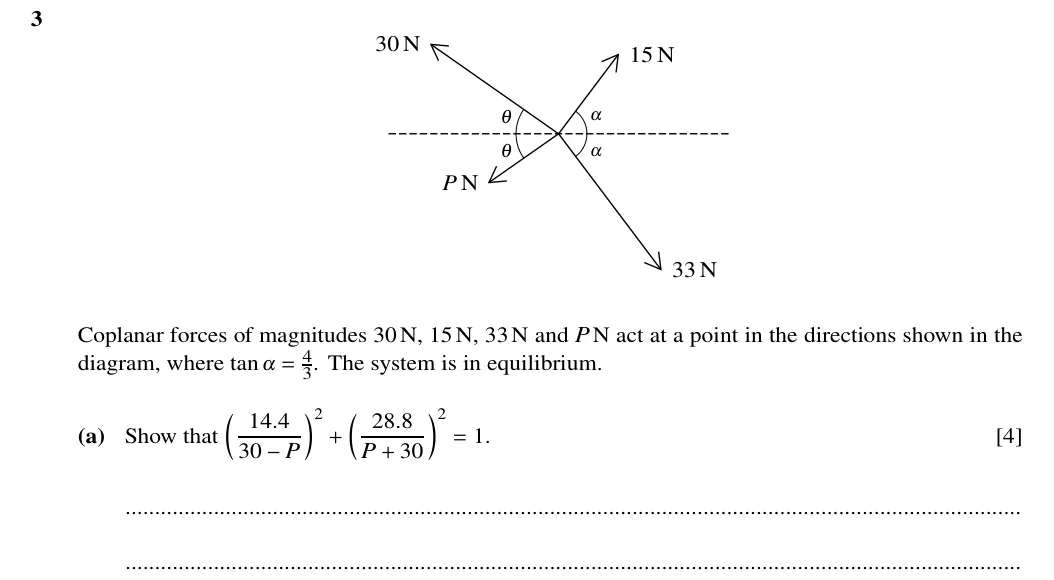 3
30 N
15 N
θ
α
θ
α
P N
33 N
Coplanar forces of magnitudes 30 N, 15 N, 33 N and P N act at a point in the directions shown in the
diagram, where tan α = 4/3. The system is in equilibrium.
(a) Show that (14.4/(30 – P))² + (28.8/(P + 30))² = 1. [4]